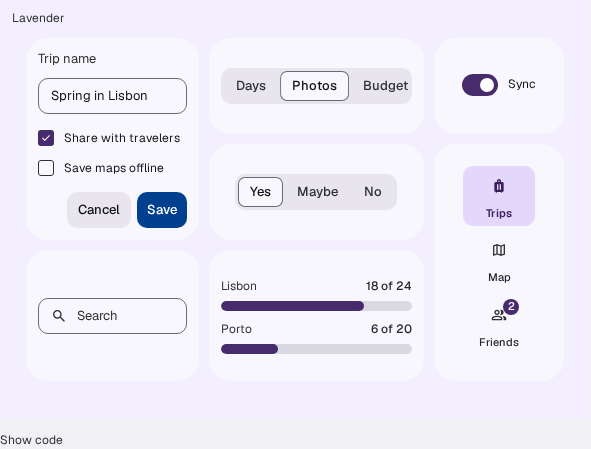 Lavender
Trip name
Spring in Lisbon
Share with travelers
Save maps offline
Cancel
Save
Search
Days
Photos
Budget
Yes
Maybe
No
Lisbon
18 of 24
Porto
6 of 20
Sync
Trips
Map
2
Friends
Show code